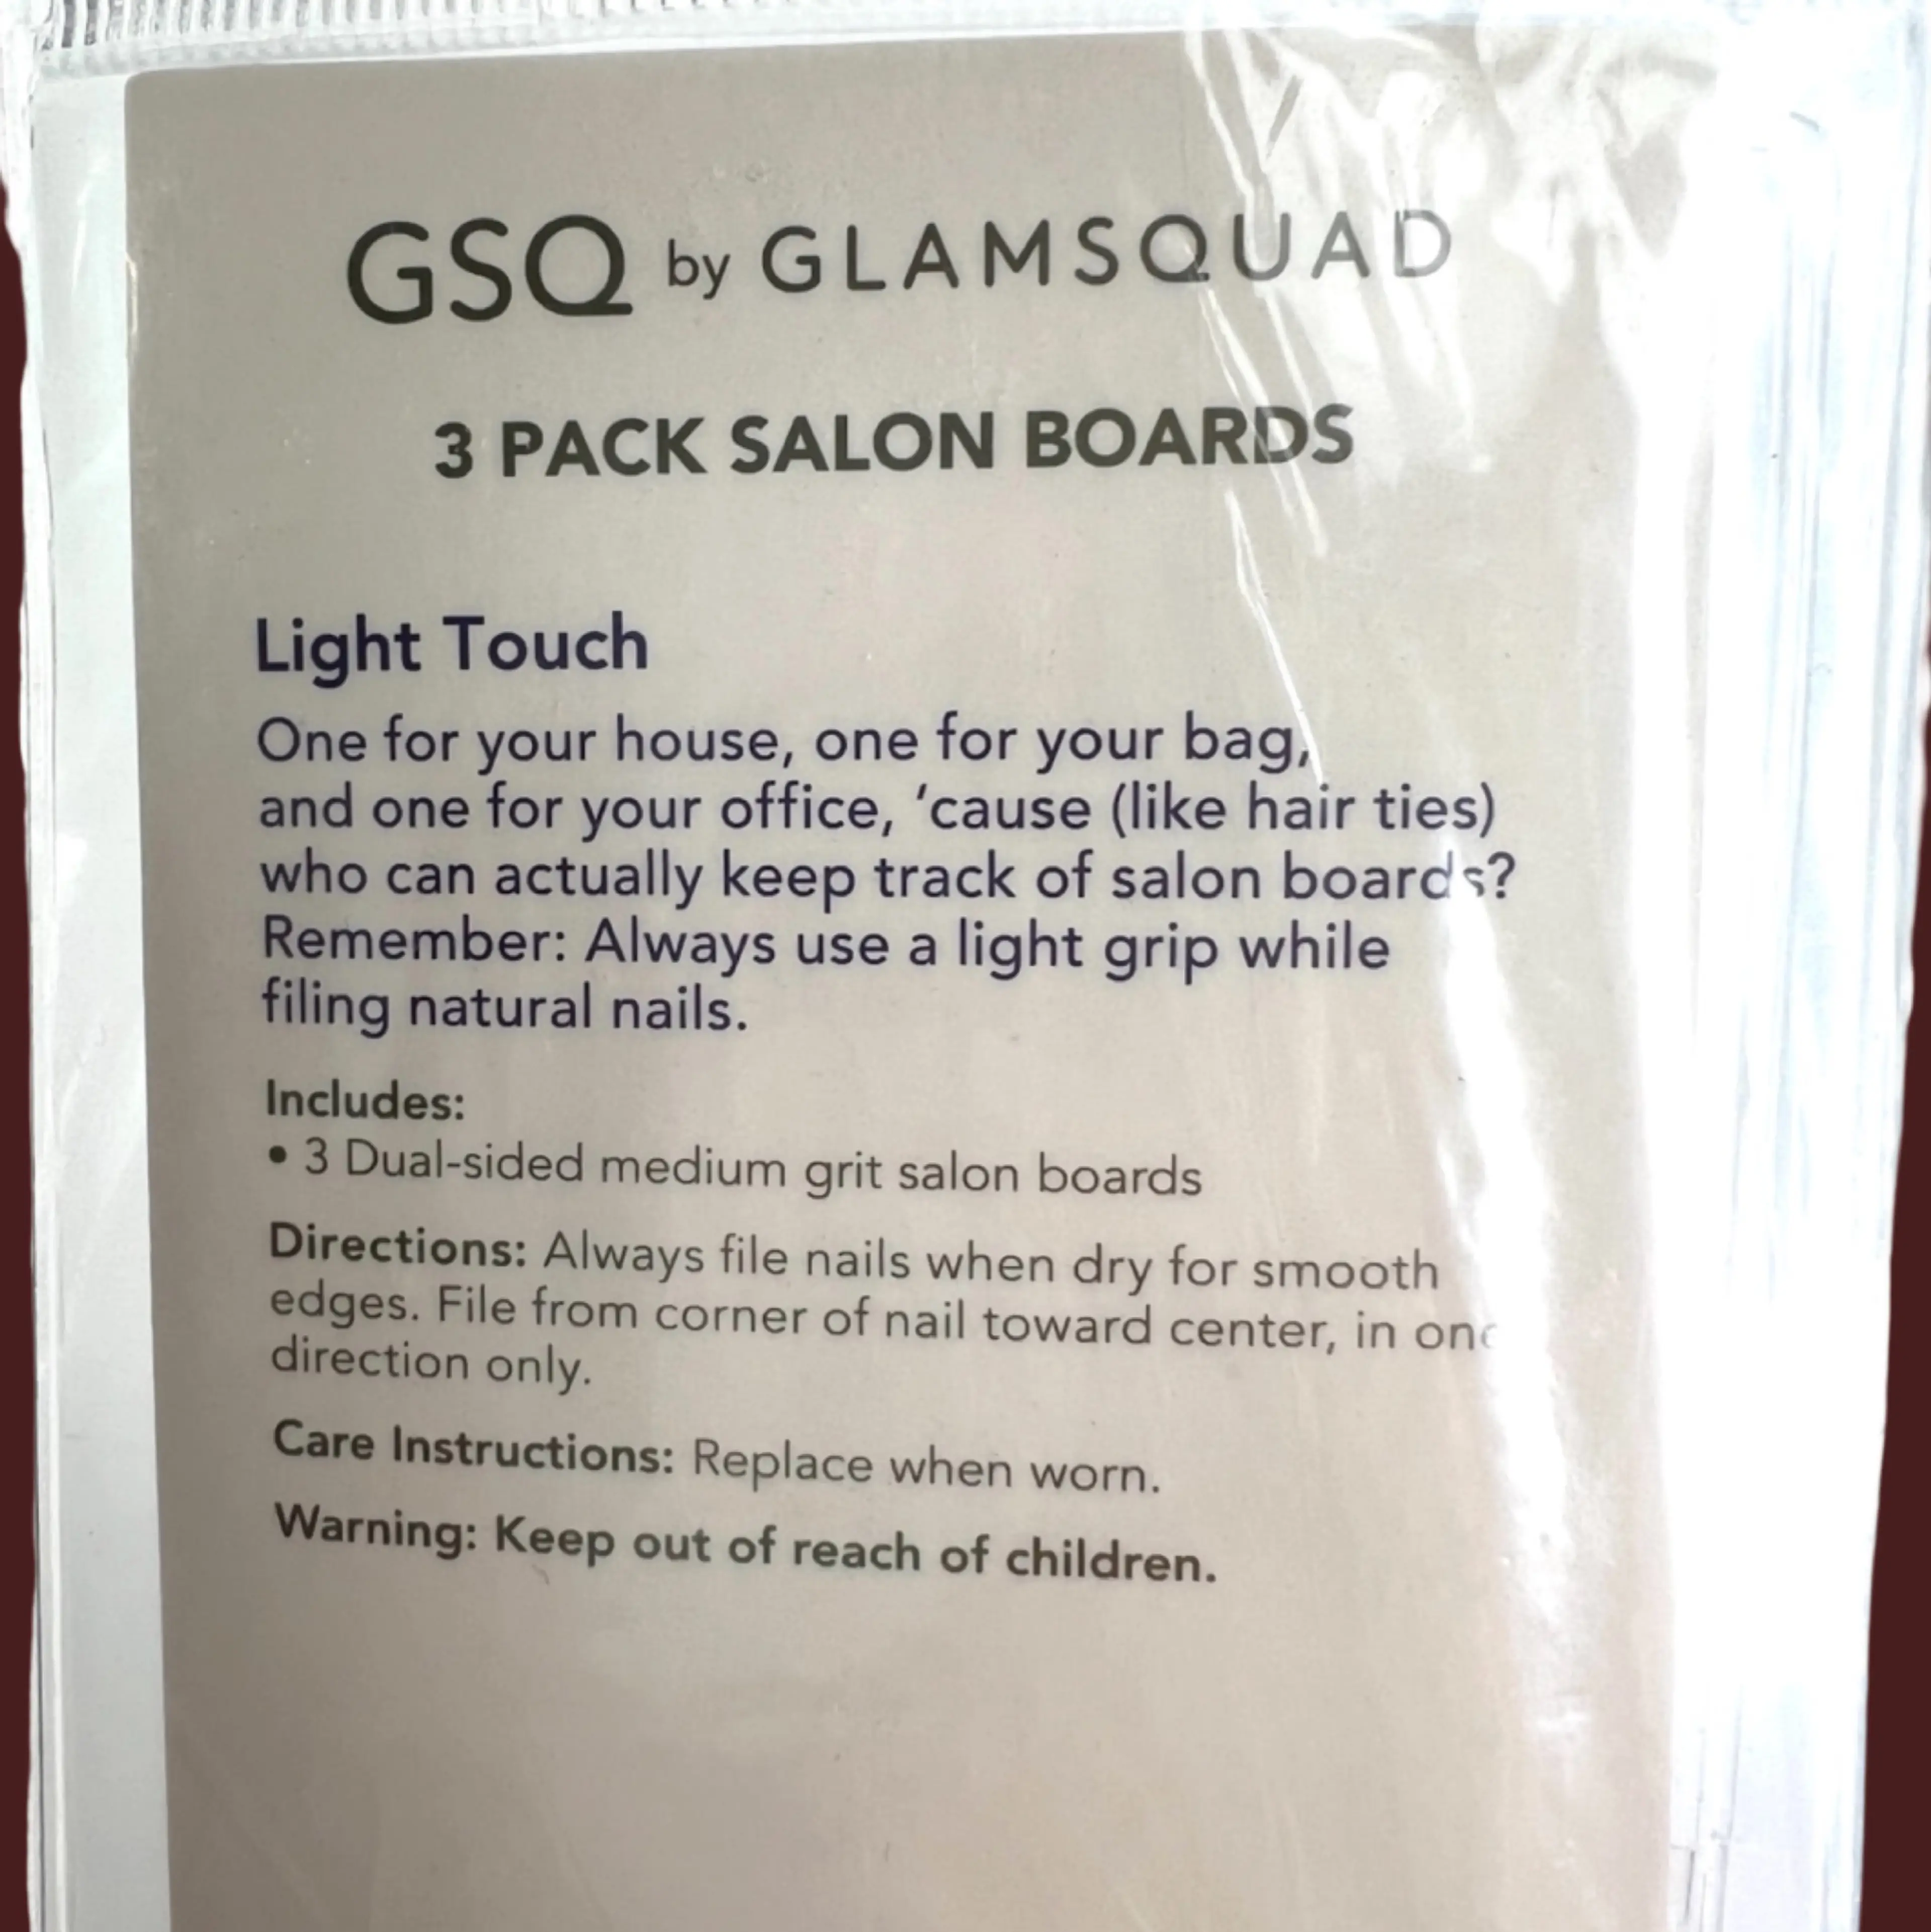 GSQ by GLAMSQUAD
3 PACK SALON BOARDS
Light Touch
One for your house, one for your bag,
and one for your office, ‘cause (like hair ties)
who can actually keep track of salon boards?
Remember: Always use a light grip while
filing natural nails.
Includes:
• 3 Dual-sided medium grit salon boards
Directions: Always file nails when dry for smooth
edges. File from corner of nail toward center, in one
direction only.
Care Instructions: Replace when worn.
Warning: Keep out of reach of children.